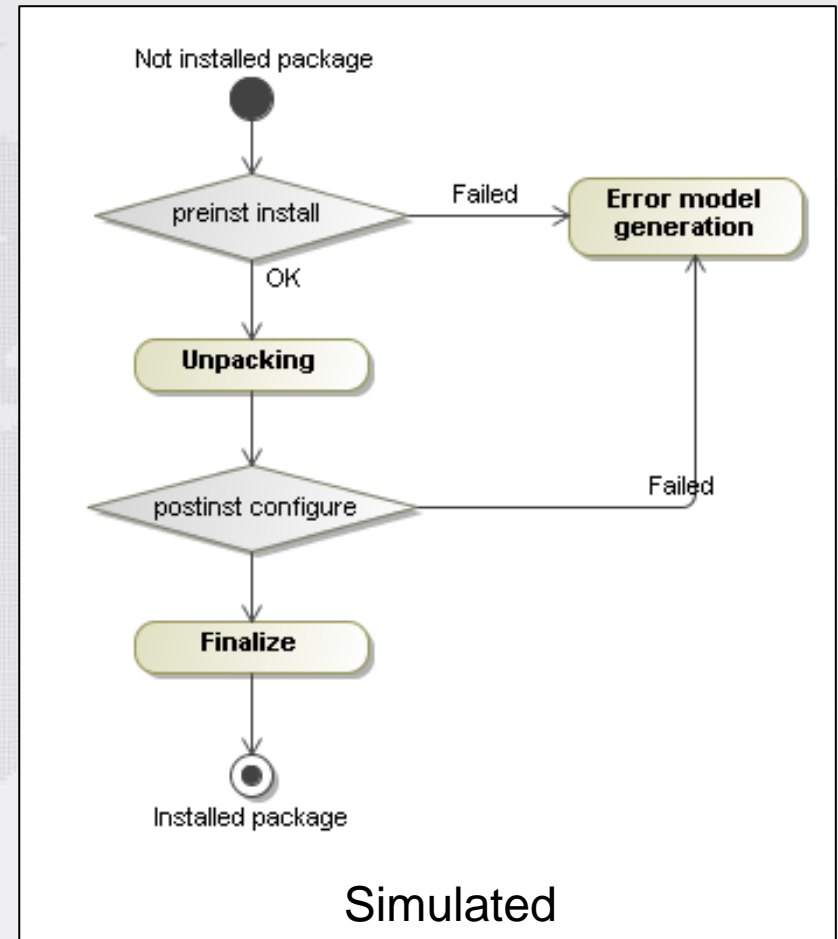 Not installed package
preinst install
Failed
Error model
generation
OK
Unpacking
postinst configure
Failed
Finalize
Installed package
Simulated